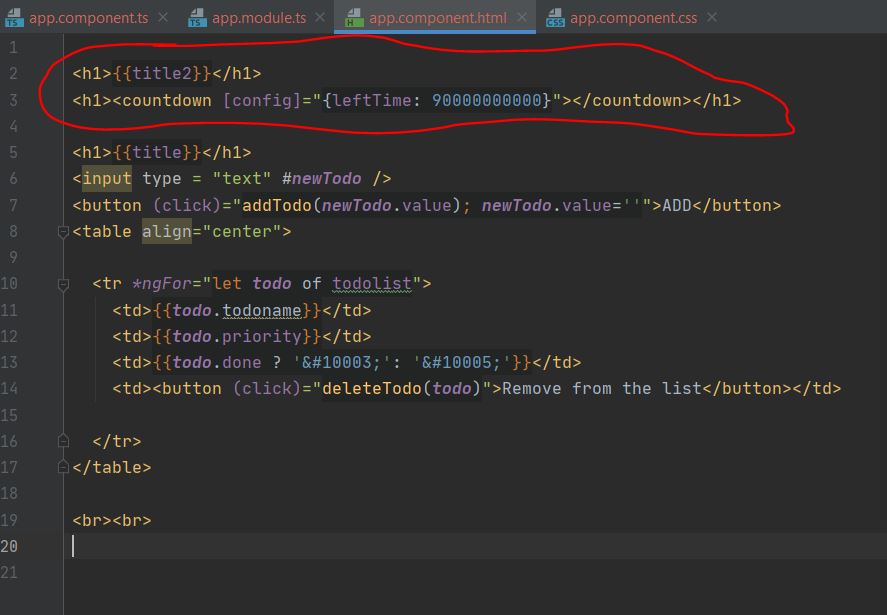 app.component.ts × app.module.ts × app.component.html × app.component.css ×
1
2 <h1>{{title2}}</h1>
3 <h1><countdown [config]="{leftTime: 90000000000}"></countdown></h1>
4
5 <h1>{{title}}</h1>
6 <input type = "text" #newTodo />
7 <button (click)="addTodo(newTodo.value); newTodo.value=''">ADD</button>
8 <table align="center">
9
10 <tr *ngFor="let todo of todolist">
11 <td>{{todo.todoname}}</td>
12 <td>{{todo.priority}}</td>
13 <td>{{todo.done ? '&#10003;': '&#10005;'}}</td>
14 <td><button (click)="deleteTodo(todo)">Remove from the list</button></td>
15
16 </tr>
17 </table>
18
19 <br><br>
20
21